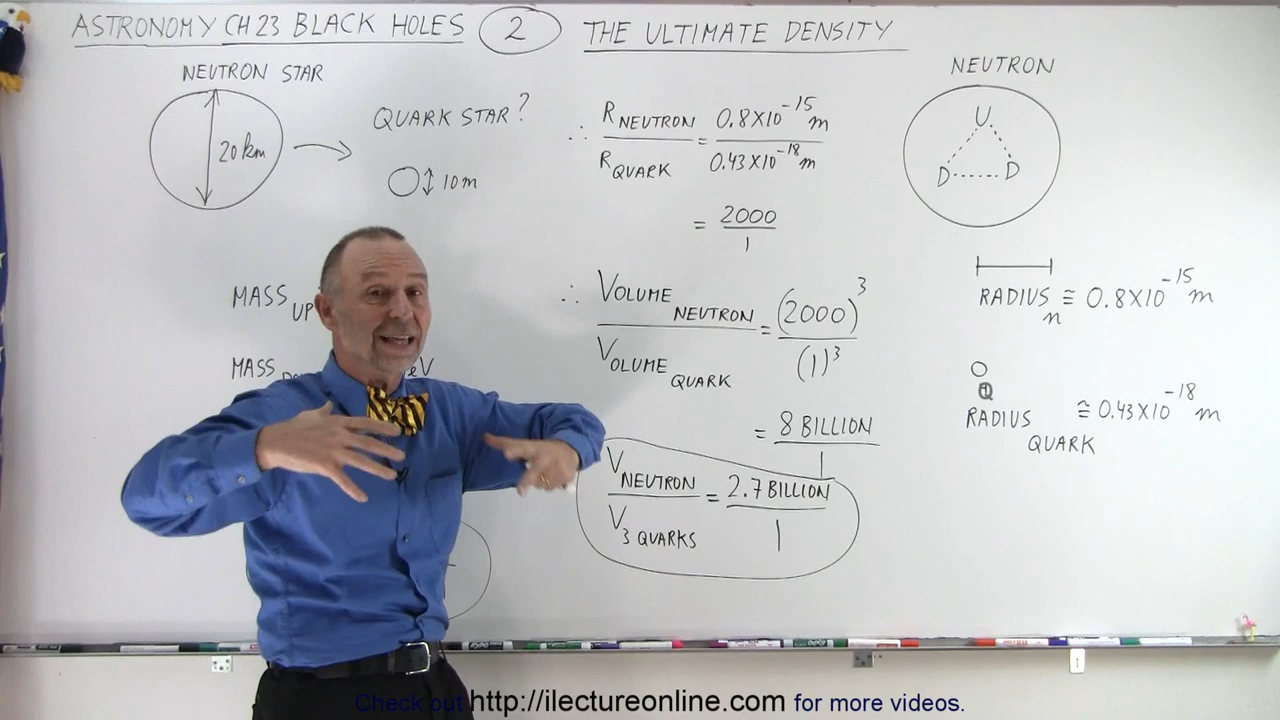 ASTRONOMY CH 23 BLACK HOLES 2 THE ULTIMATE DENSITY
NEUTRON STAR
20 km
QUARK STAR?
10 m
MASS UP
MASS
eV
∴ R NEUTRON / R QUARK = 0.8X10^-15 m / 0.43X10^-18 m
= 2000 / 1
∴ VOLUME NEUTRON / VOLUME QUARK = (2000)^3 / (1)^3
= 8 BILLION / 1
V NEUTRON / V 3 QUARKS = 2.7 BILLION / 1
NEUTRON
U
D D
RADIUS n ≅ 0.8X10^-15 m
RADIUS QUARK ≅ 0.43X10^-18 m
Check out http://ilectureonline.com for more videos.